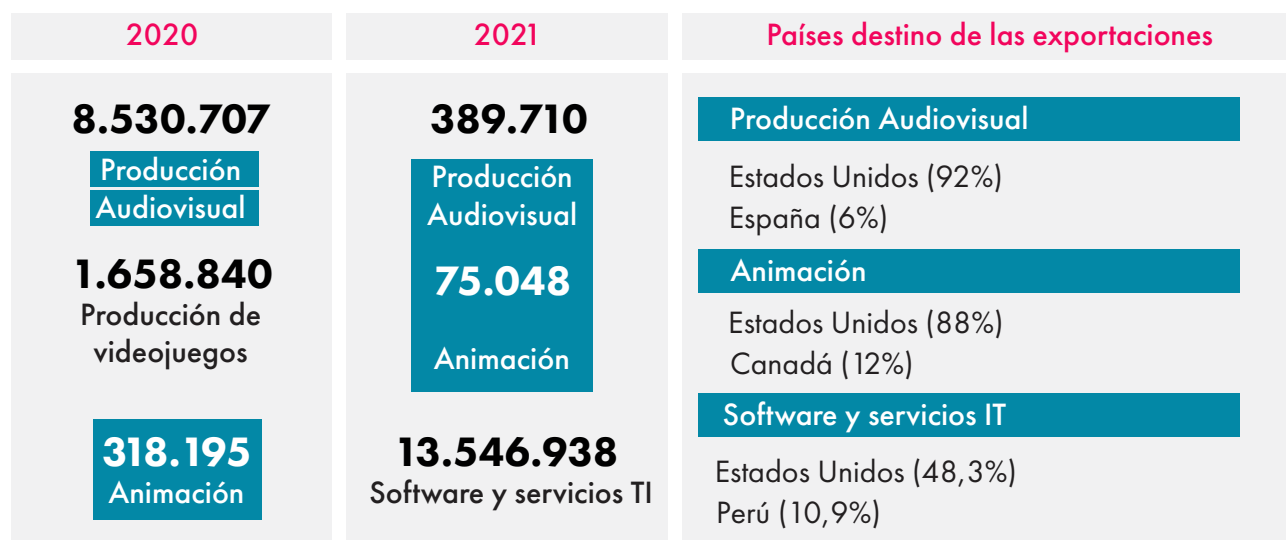 2020
8.530.707
Producción
Audiovisual
1.658.840
Producción de
videojuegos
318.195
Animación
2021
389.710
Producción
Audiovisual
75.048
Animación
13.546.938
Software y servicios TI
Países destino de las exportaciones
Producción Audiovisual
Estados Unidos (92%)
España (6%)
Animación
Estados Unidos (88%)
Canadá (12%)
Software y servicios IT
Estados Unidos (48,3%)
Perú (10,9%)